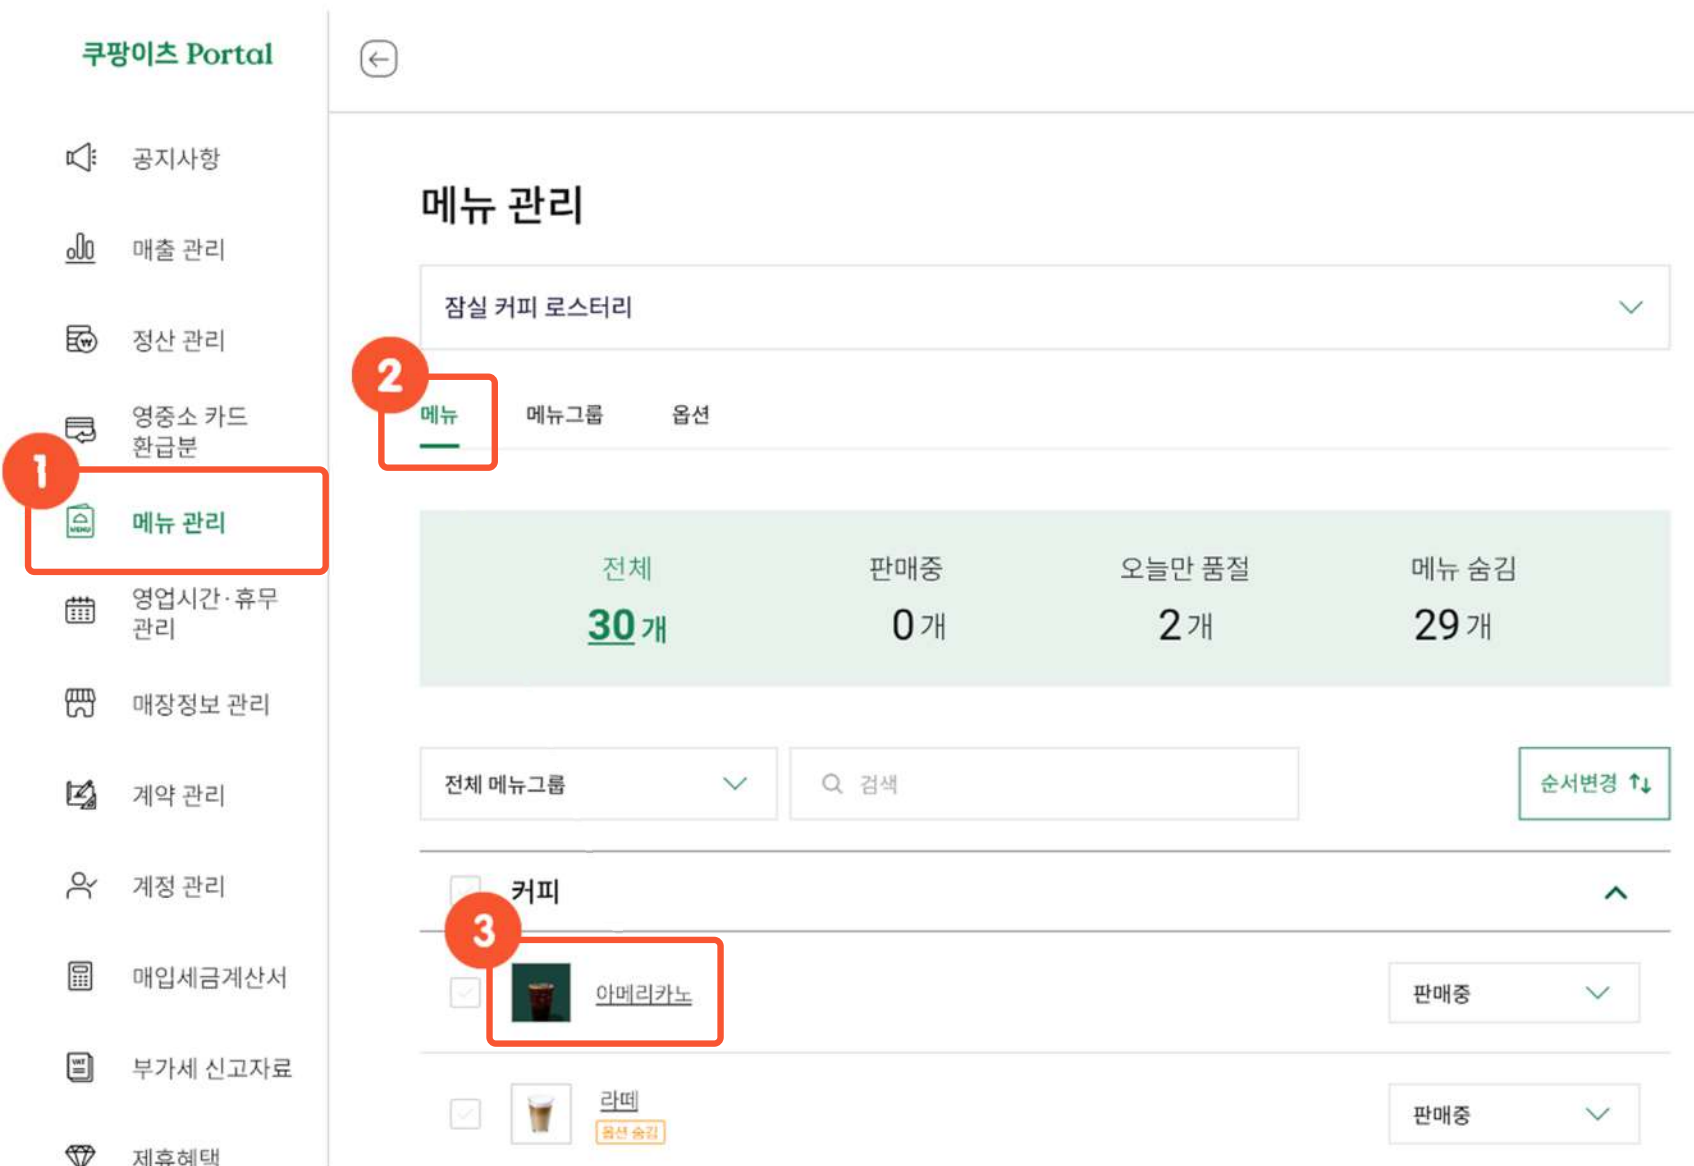 쿠팡이츠 Portal
공지사항
매출 관리
정산 관리
영중소 카드
환급분
1
메뉴 관리
MENU
영업시간·휴무
관리
매장정보 관리
계약 관리
계정 관리
매입세금계산서
VAT
부가세 신고자료
제휴혜택
메뉴 관리
잠실 커피 로스터리
2
메뉴 메뉴그룹 옵션
전체 판매중 오늘만 품절 메뉴 숨김
30개 0개 2개 29개
전체 메뉴그룹 검색 순서변경
커피
3
아메리카노 판매중
라떼 판매중
옵션 숨김